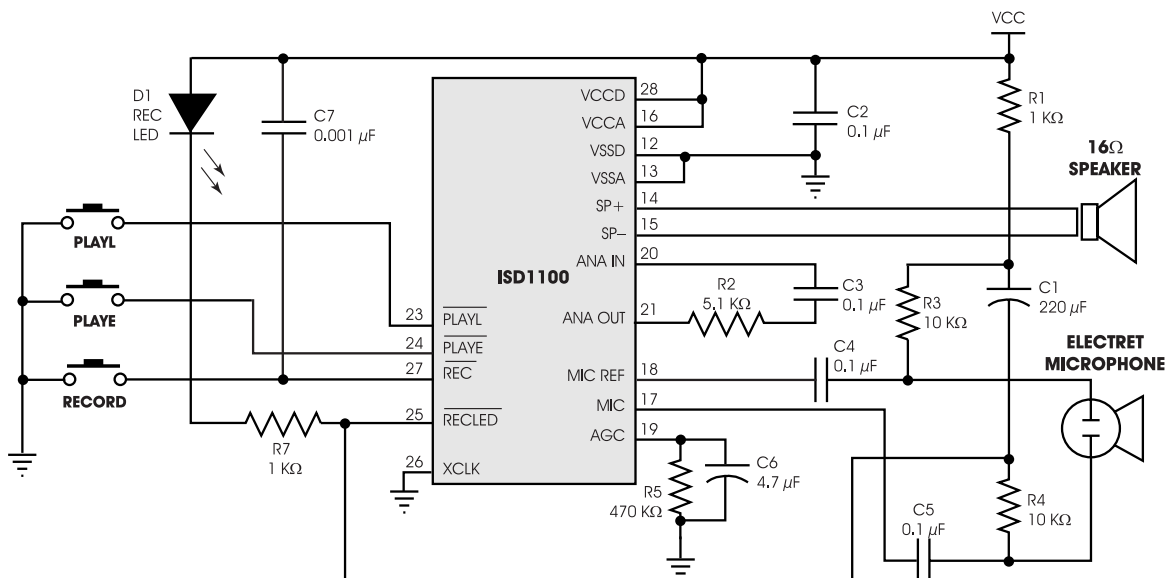 VCC
D1
REC
LED
C7
0.001 µF
VCCD
28
VCCA
16
VSSD
12
VSSA
13
SP+
14
SP–
15
ANA IN
20
ANA OUT
21
MIC REF
18
MIC
17
AGC
19
ISD1100
23
PLAYL
24
PLAYE
27
REC
25
RECLED
26
XCLK
C2
0.1 µF
R1
1 KΩ
16Ω
SPEAKER
PLAYL
PLAYE
RECORD
R2
5.1 KΩ
C3
0.1 µF
R3
10 KΩ
C1
220 µF
C4
0.1 µF
ELECTRET
MICROPHONE
R7
1 KΩ
R5
470 KΩ
C6
4.7 µF
C5
0.1 µF
R4
10 KΩ